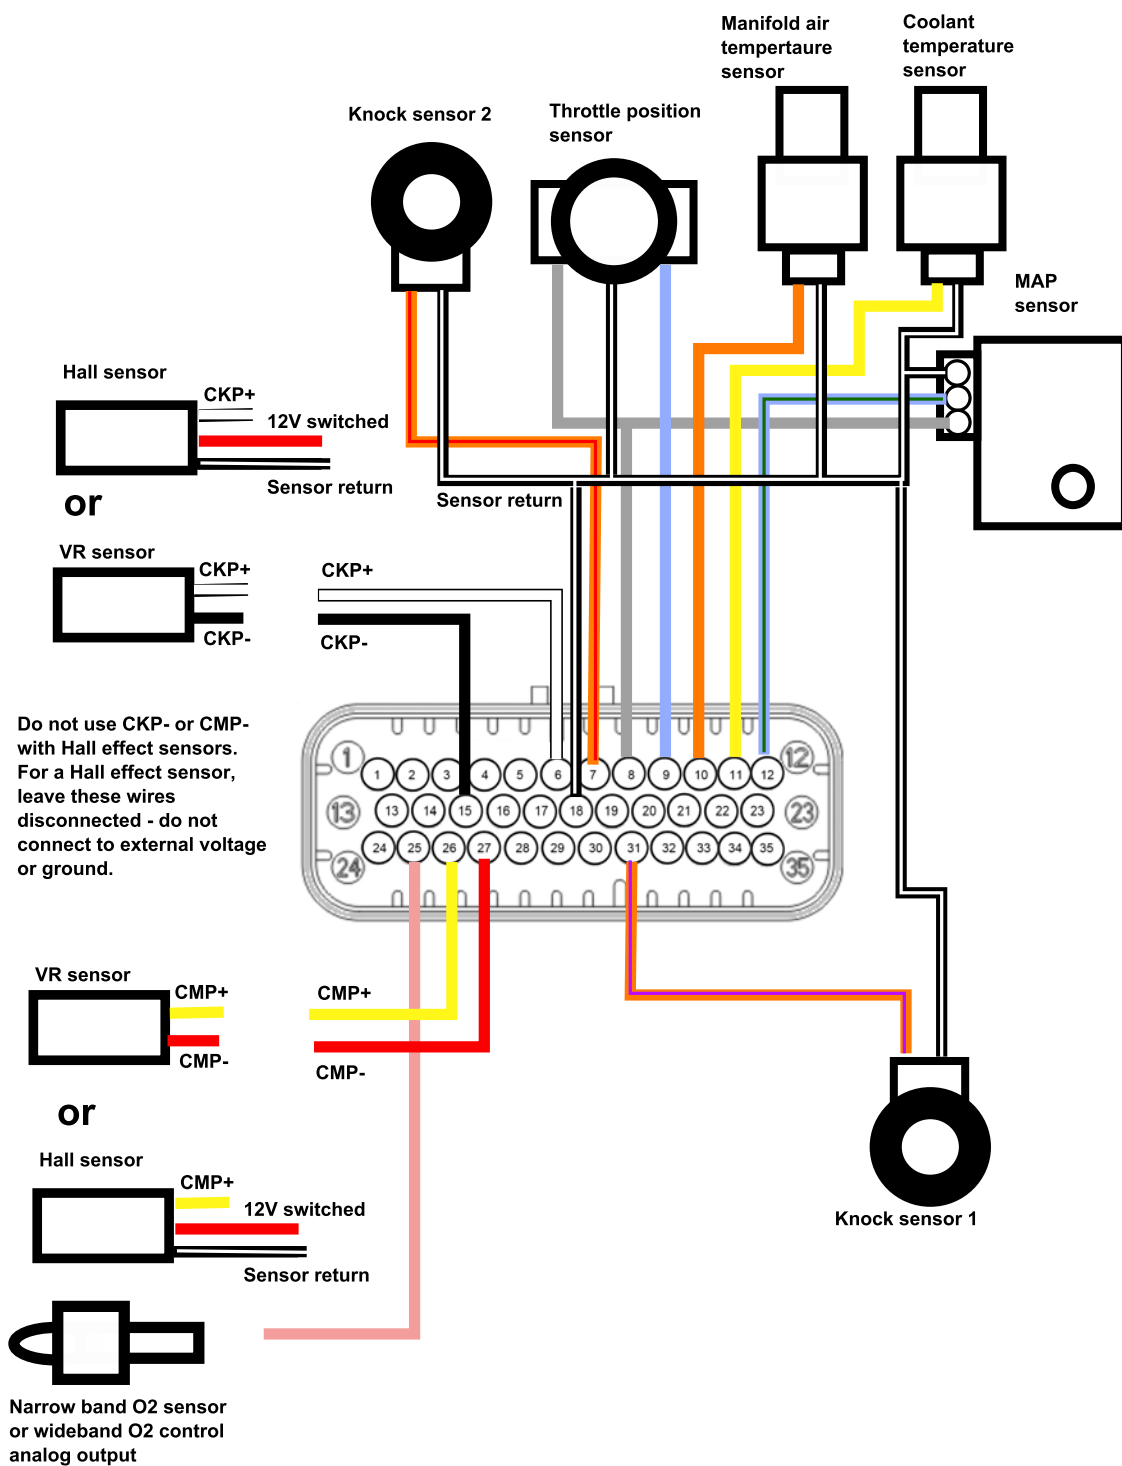 Manifold air
tempertaure
sensor
Coolant
temperature
sensor
Knock sensor 2
Throttle position
sensor
MAP
sensor
Hall sensor
CKP+
12V switched
Sensor return
or
Sensor return
VR sensor
CKP+
CKP-
CKP+
CKP-
Do not use CKP- or CMP-
with Hall effect sensors.
For a Hall effect sensor,
leave these wires
disconnected - do not
connect to external voltage
or ground.
1 12
1 2 3 4 5 6 7 8 9 10 11 12
13 13 14 15 16 17 18 19 20 21 22 23 23
24 25 26 27 28 29 30 31 32 33 34 35
24 35
VR sensor
CMP+
CMP-
CMP+
CMP-
or
Hall sensor
CMP+
12V switched
Sensor return
Knock sensor 1
Narrow band O2 sensor
or wideband O2 control
analog output